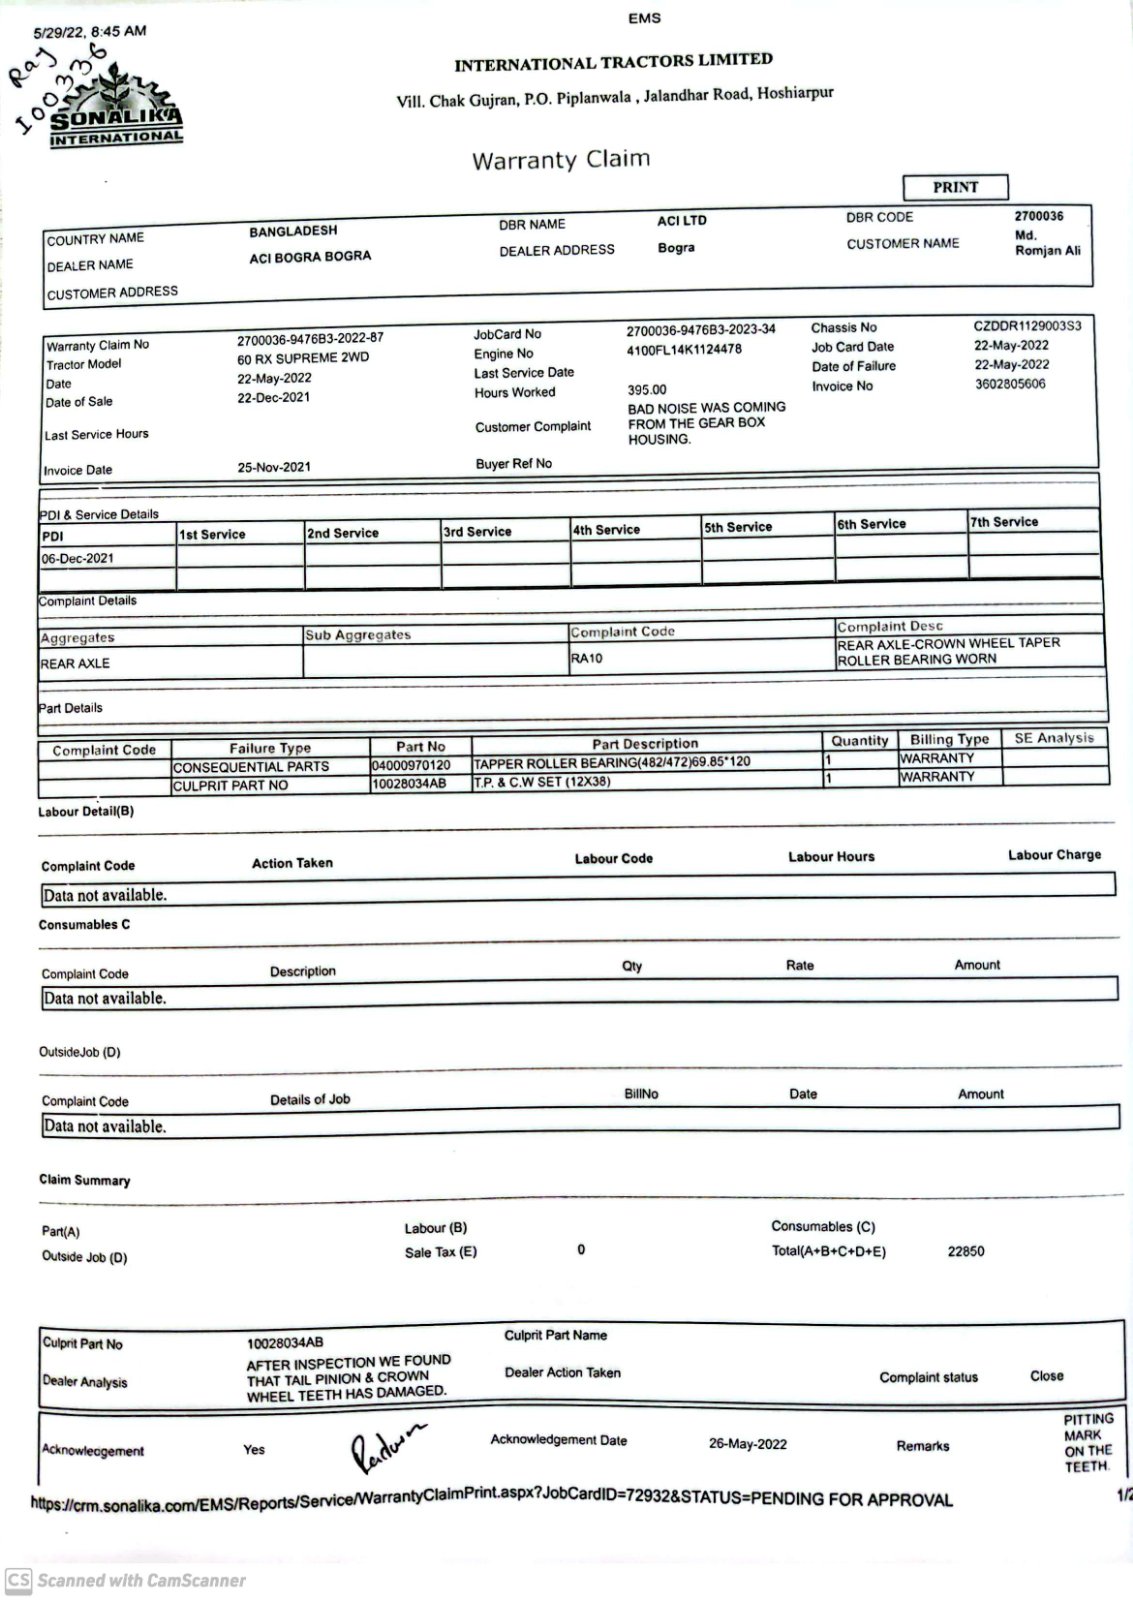 5/29/22, 8:45 AM
EMS
Ray
I00336
SONALIKA
INTERNATIONAL
INTERNATIONAL TRACTORS LIMITED
Vill. Chak Gujran, P.O. Piplanwala , Jalandhar Road, Hoshiarpur
Warranty Claim
PRINT
COUNTRY NAME BANGLADESH DBR NAME ACI LTD DBR CODE 2700036
DEALER NAME ACI BOGRA BOGRA DEALER ADDRESS Bogra CUSTOMER NAME Md. Romjan Ali
CUSTOMER ADDRESS
Warranty Claim No 2700036-9476B3-2022-87 JobCard No 2700036-9476B3-2023-34 Chassis No CZDDR1129003S3
Tractor Model 60 RX SUPREME 2WD Engine No 4100FL14K1124478 Job Card Date 22-May-2022
Date 22-May-2022 Last Service Date Date of Failure 22-May-2022
Date of Sale 22-Dec-2021 Hours Worked 395.00 Invoice No 3602805606
Last Service Hours Customer Complaint BAD NOISE WAS COMING
FROM THE GEAR BOX
HOUSING.
Invoice Date 25-Nov-2021 Buyer Ref No
PDI & Service Details
PDI 1st Service 2nd Service 3rd Service 4th Service 5th Service 6th Service 7th Service
06-Dec-2021
Complaint Details
Aggregates Sub Aggregates Complaint Code Complaint Desc
REAR AXLE RA10 REAR AXLE-CROWN WHEEL TAPER
ROLLER BEARING WORN
Part Details
Complaint Code Failure Type Part No Part Description Quantity Billing Type SE Analysis
CONSEQUENTIAL PARTS 04000970120 TAPPER ROLLER BEARING(482/472)69.85*120 1 WARRANTY
CULPRIT PART NO 10028034AB T.P. & C.W SET (12X38) 1 WARRANTY
Labour Detail(B)
Complaint Code Action Taken Labour Code Labour Hours Labour Charge
Data not available.
Consumables C
Complaint Code Description Qty Rate Amount
Data not available.
OutsideJob (D)
Complaint Code Details of Job BillNo Date Amount
Data not available.
Claim Summary
Part(A) Labour (B) Consumables (C)
Outside Job (D) Sale Tax (E) 0 Total(A+B+C+D+E) 22850
Culprit Part No 10028034AB Culprit Part Name
Dealer Analysis AFTER INSPECTION WE FOUND
THAT TAIL PINION & CROWN
WHEEL TEETH HAS DAMAGED.
Dealer Action Taken Complaint status Close
Acknowledgement Yes Acknowledgement Date 26-May-2022 Remarks PITTING
MARK
ON THE
TEETH.
https://crm.sonalika.com/EMS/Reports/Service/WarrantyClaimPrint.aspx?JobCardID=72932&STATUS=PENDING FOR APPROVAL 1/2
CS Scanned with CamScanner